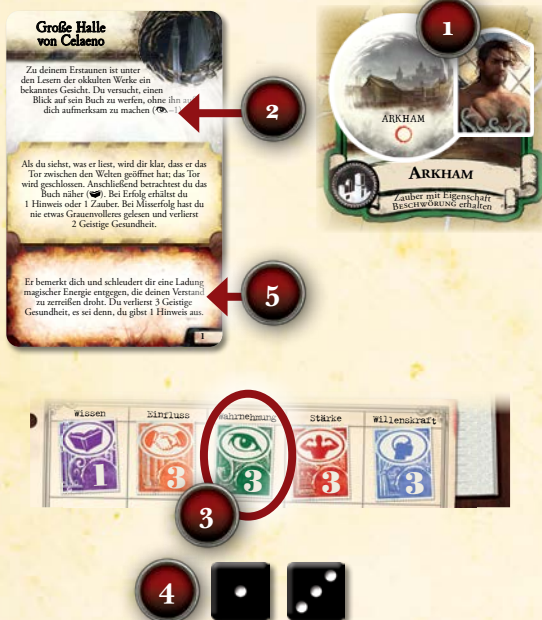 Große Halle
von Celaeno
Zu deinem Erstaunen ist unter
den Lesern der okkulten Werke ein
bekanntes Gesicht. Du versucht, einen
Blick auf sein Buch zu werfen, ohne ihn
dich aufmerksam zu machen ( –1)
Als du siehst, was er liest, wird dir klar, dass er das
Tor zwischen den Welten geöffnet hat; das Tor
wird geschlossen. Anschließend betrachtest du das
Buch näher ( ). Bei Erfolg erhältst du
1 Hinweis oder 1 Zauber. Bei Misserfolg hast du
nie etwas Grauenvolleres gelesen und verlierst
2 Geistige Gesundheit.
Er bemerkt dich und schleudert dir eine Ladung
magischer Energie entgegen, die deinen Verstand
zu zerreißen droht. Du verlierst 3 Geistige
Gesundheit, es sei denn, du gibst 1 Hinweis aus.
1
2
5
1
ARKHAM
ARKHAM
Zauber mit Eigenschaft
BESCHWÖRUNG erhalten
Wissen Einfluss Wahrnehmung Stärke Willenskraft
1 3 3 3 3
3
4